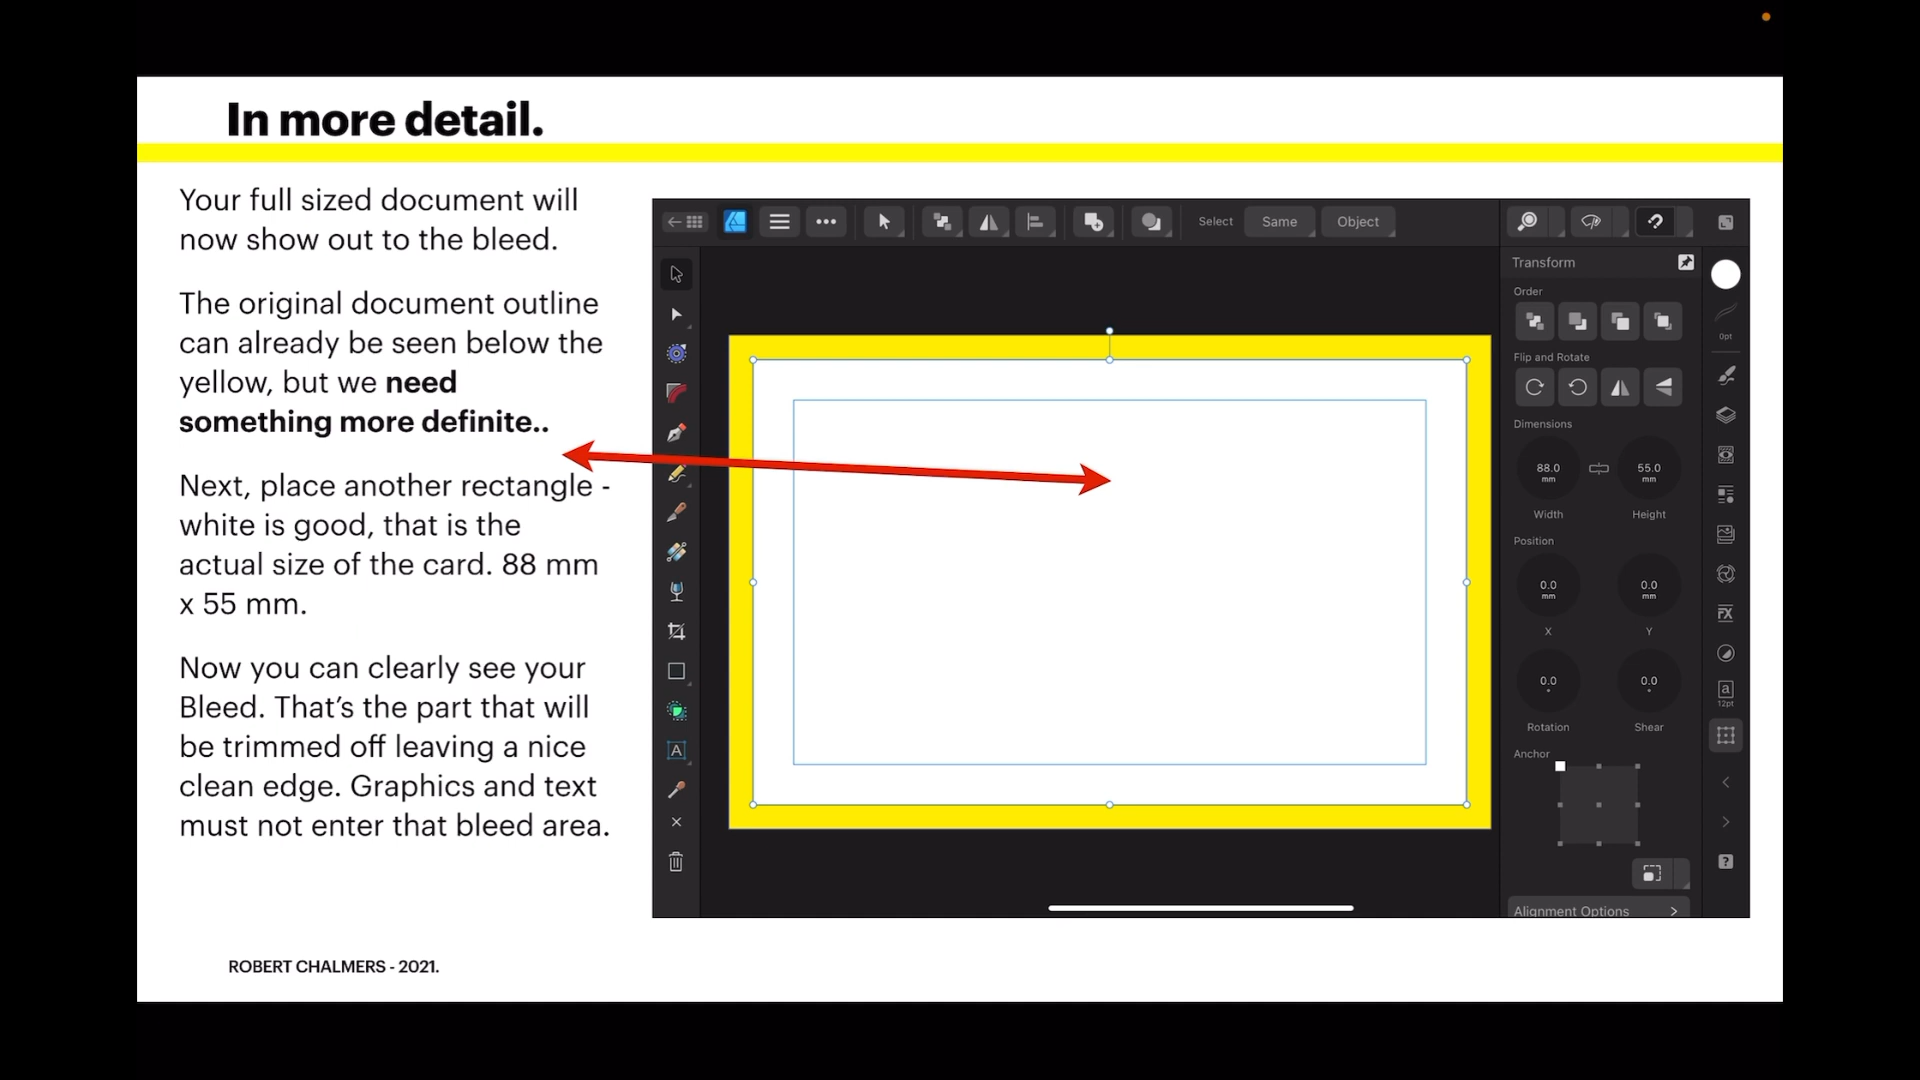 In more detail.
Your full sized document will
now show out to the bleed.
The original document outline
can already be seen below the
yellow, but we need
something more definite..
Next, place another rectangle -
white is good, that is the
actual size of the card. 88 mm
x 55 mm.
Now you can clearly see your
Bleed. That's the part that will
be trimmed off leaving a nice
clean edge. Graphics and text
must not enter that bleed area.
Select Same Object
Transform
Order
0pt
Flip and Rotate
Dimensions
88.0 mm 55.0 mm
Width Height
Position
0.0 mm 0.0 mm
X Y
FX
0.0 ° 0.0 °
a
12pt
Rotation Shear
Anchor
A
?
Alignment Options
ROBERT CHALMERS - 2021.